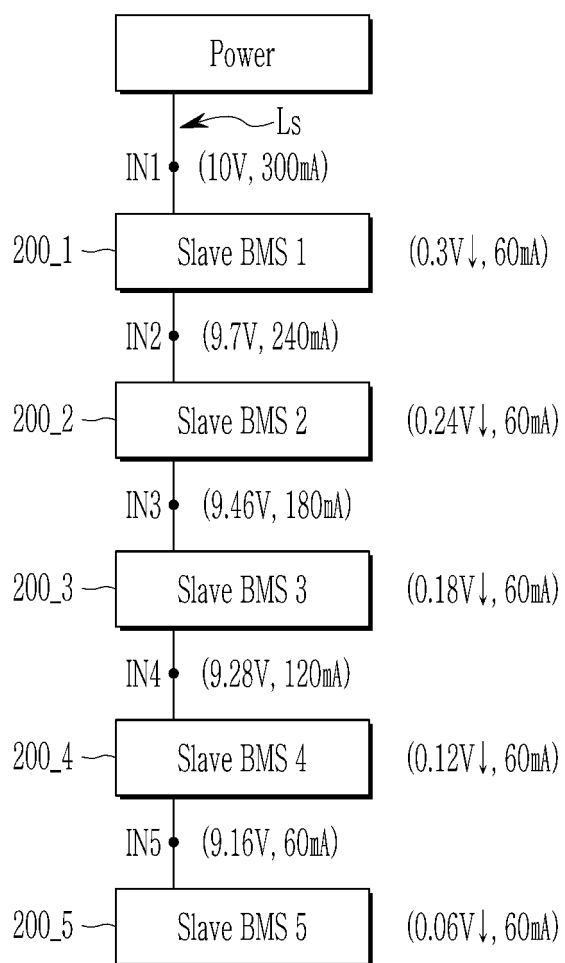 Power
Ls
IN1 (10V, 300mA)
200_1 Slave BMS 1 (0.3V↓, 60mA)
IN2 (9.7V, 240mA)
200_2 Slave BMS 2 (0.24V↓, 60mA)
IN3 (9.46V, 180mA)
200_3 Slave BMS 3 (0.18V↓, 60mA)
IN4 (9.28V, 120mA)
200_4 Slave BMS 4 (0.12V↓, 60mA)
IN5 (9.16V, 60mA)
200_5 Slave BMS 5 (0.06V↓, 60mA)